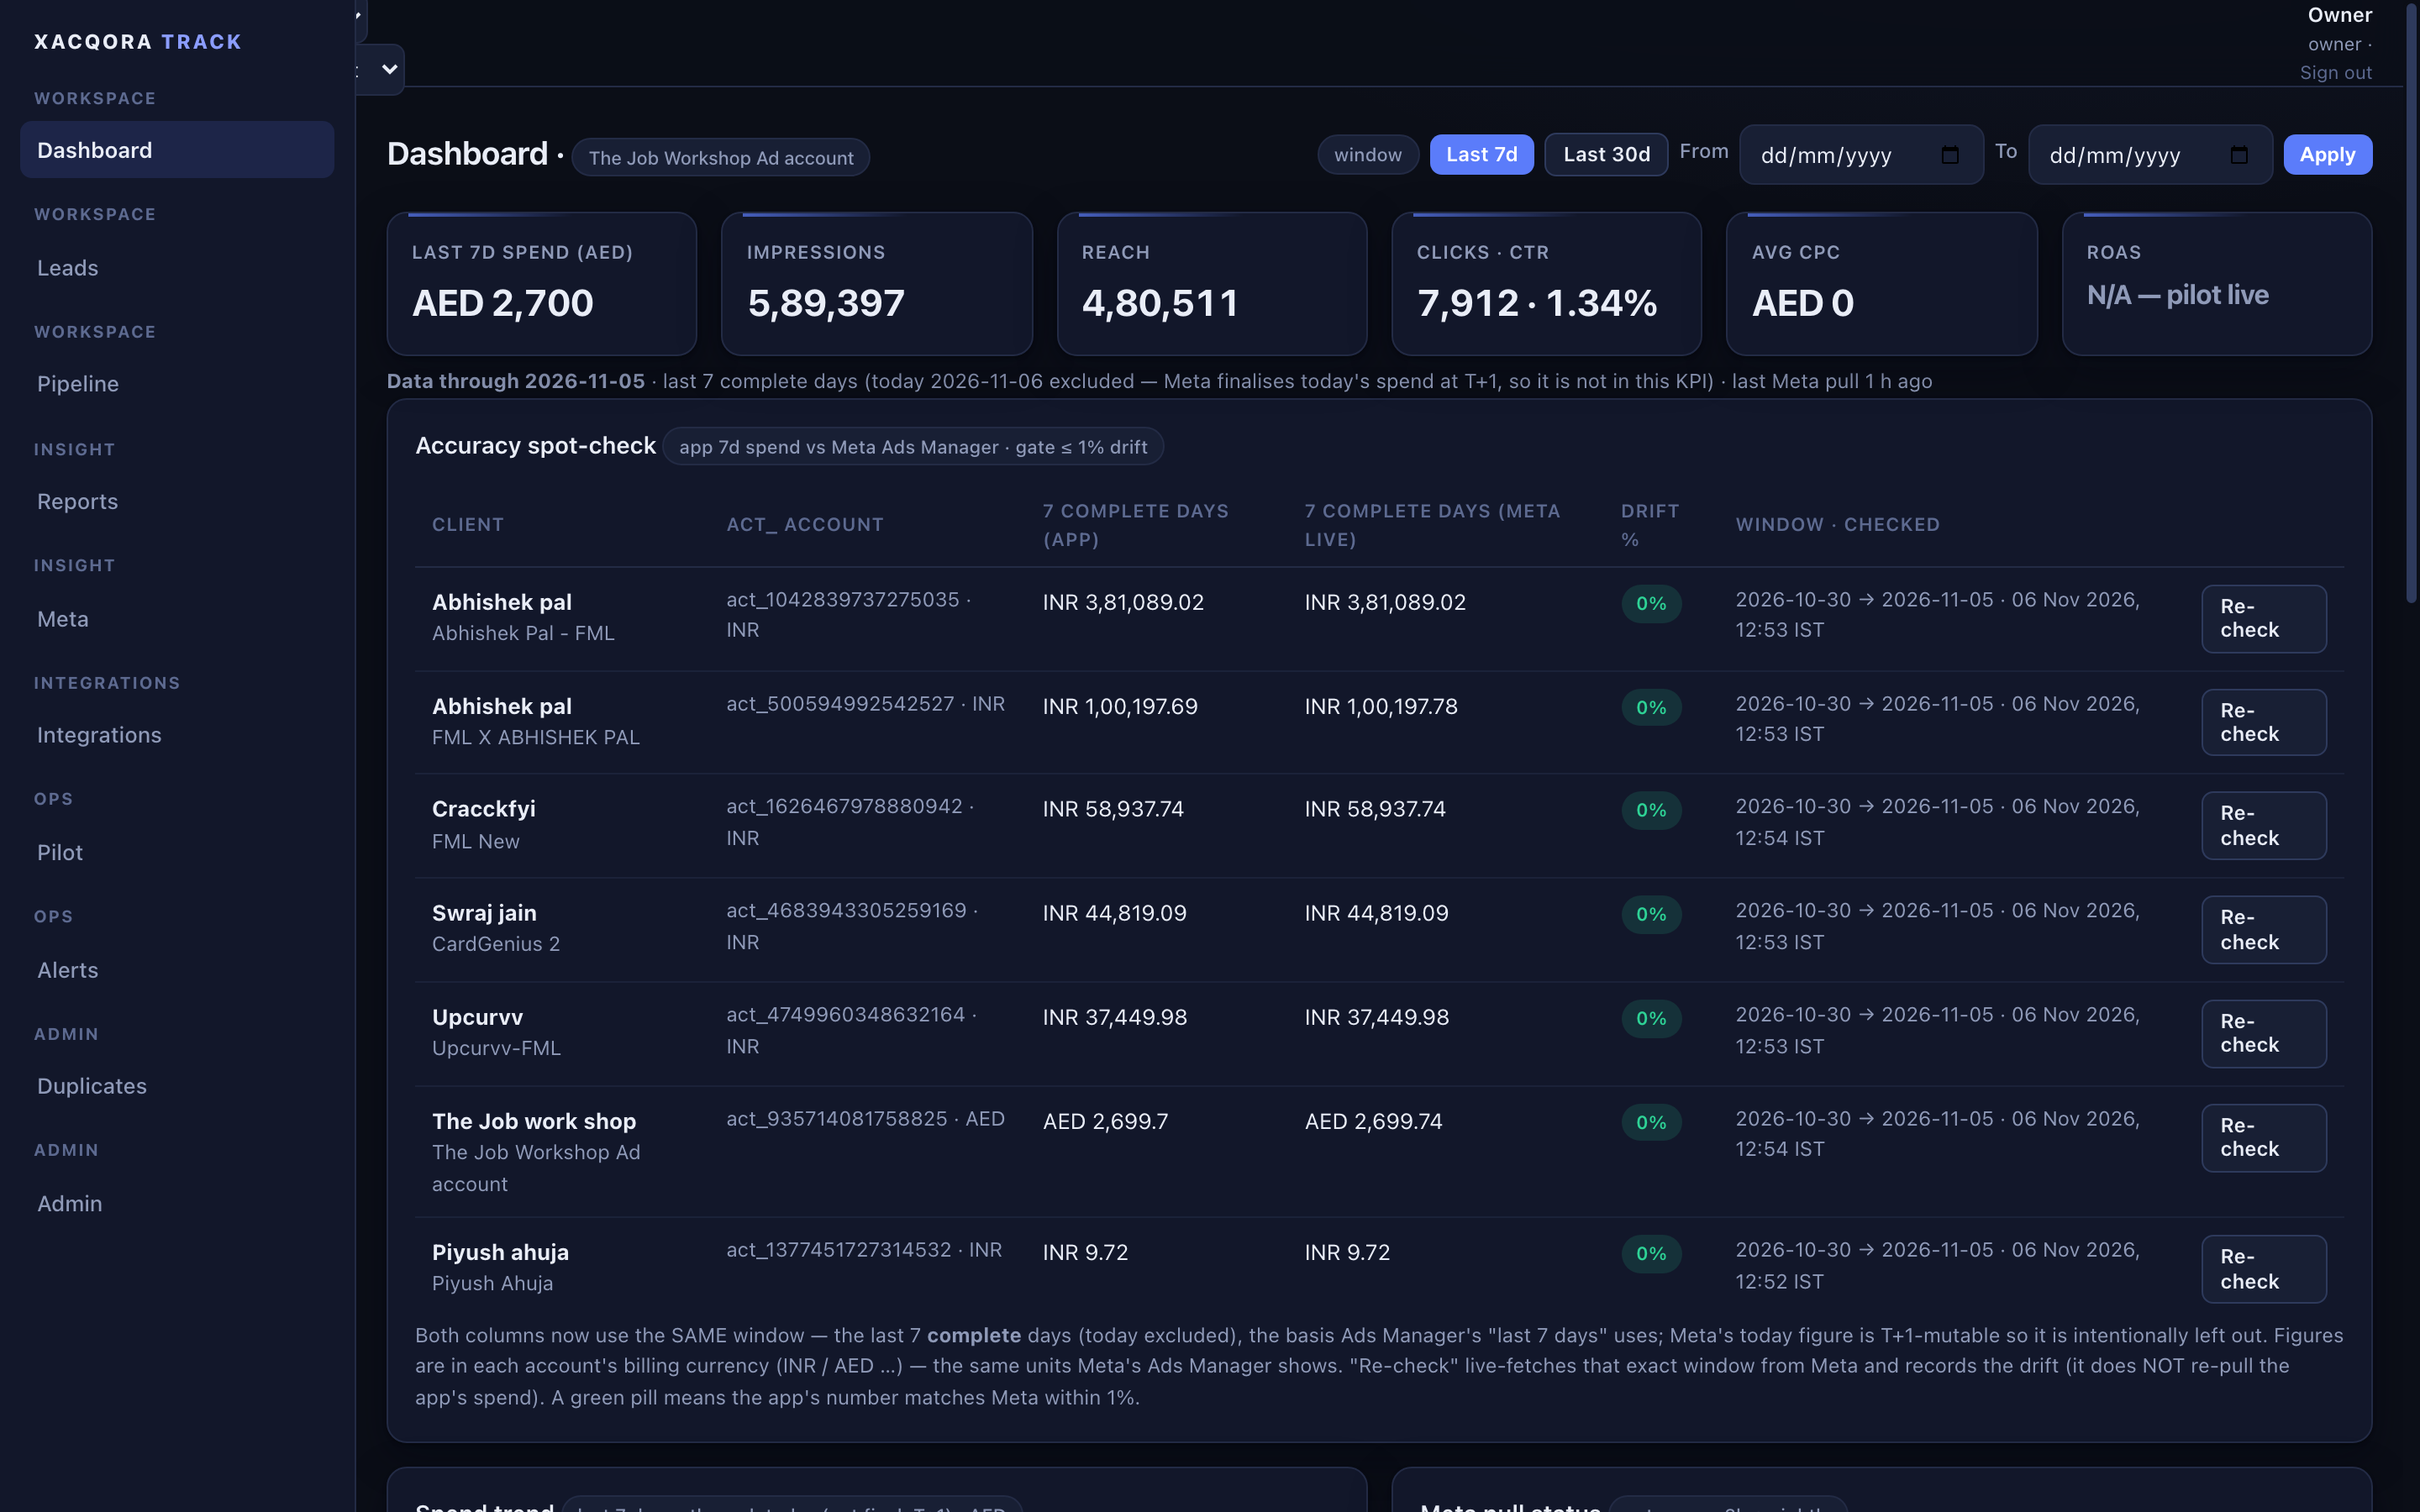 XACQORA TRACK
WORKSPACE
Dashboard
WORKSPACE
Leads
WORKSPACE
Pipeline
INSIGHT
Reports
INSIGHT
Meta
INTEGRATIONS
Integrations
OPS
Pilot
OPS
Alerts
ADMIN
Duplicates
ADMIN
Admin
Owner
owner ·
Sign out
Dashboard · The Job Workshop Ad account
window Last 7d Last 30d From dd/mm/yyyy To dd/mm/yyyy Apply
LAST 7D SPEND (AED)
AED 2,700
IMPRESSIONS
5,89,397
REACH
4,80,511
CLICKS · CTR
7,912 · 1.34%
AVG CPC
AED 0
ROAS
N/A — pilot live
Data through 2026-11-05 · last 7 complete days (today 2026-11-06 excluded — Meta finalises today's spend at T+1, so it is not in this KPI) · last Meta pull 1 h ago
Accuracy spot-check app 7d spend vs Meta Ads Manager · gate ≤ 1% drift
CLIENT
ACT_ ACCOUNT
7 COMPLETE DAYS
(APP)
7 COMPLETE DAYS (META
LIVE)
DRIFT
%
WINDOW · CHECKED
Abhishek pal
Abhishek Pal - FML
act_1042839737275035 ·
INR
INR 3,81,089.02
INR 3,81,089.02
0%
2026-10-30 → 2026-11-05 · 06 Nov 2026,
12:53 IST
Re-
check
Abhishek pal
FML X ABHISHEK PAL
act_500594992542527 · INR
INR 1,00,197.69
INR 1,00,197.78
0%
2026-10-30 → 2026-11-05 · 06 Nov 2026,
12:53 IST
Re-
check
Cracckfyi
FML New
act_1626467978880942 ·
INR
INR 58,937.74
INR 58,937.74
0%
2026-10-30 → 2026-11-05 · 06 Nov 2026,
12:54 IST
Re-
check
Swraj jain
CardGenius 2
act_4683943305259169 ·
INR
INR 44,819.09
INR 44,819.09
0%
2026-10-30 → 2026-11-05 · 06 Nov 2026,
12:53 IST
Re-
check
Upcurvv
Upcurvv-FML
act_4749960348632164 ·
INR
INR 37,449.98
INR 37,449.98
0%
2026-10-30 → 2026-11-05 · 06 Nov 2026,
12:53 IST
Re-
check
The Job work shop
The Job Workshop Ad
account
act_935714081758825 · AED
AED 2,699.7
AED 2,699.74
0%
2026-10-30 → 2026-11-05 · 06 Nov 2026,
12:54 IST
Re-
check
Piyush ahuja
Piyush Ahuja
act_1377451727314532 · INR
INR 9.72
INR 9.72
0%
2026-10-30 → 2026-11-05 · 06 Nov 2026,
12:52 IST
Re-
check
Both columns now use the SAME window — the last 7 complete days (today excluded), the basis Ads Manager's "last 7 days" uses; Meta's today figure is T+1-mutable so it is intentionally left out. Figures
are in each account's billing currency (INR / AED ...) — the same units Meta's Ads Manager shows. "Re-check" live-fetches that exact window from Meta and records the drift (it does NOT re-pull the
app's spend). A green pill means the app's number matches Meta within 1%.
Spend trend
Meta pull status